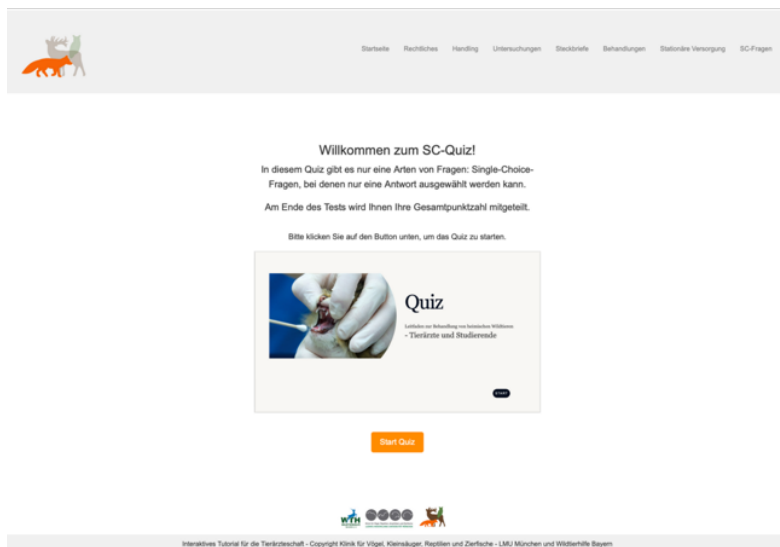 Startseite Rechtliches Handling Untersuchungen Steckbriefe Behandlungen Stationäre Versorgung SC-Fragen
Willkommen zum SC-Quiz!
In diesem Quiz gibt es nur eine Arten von Fragen: Single-Choice-
Fragen, bei denen nur eine Antwort ausgewählt werden kann.
Am Ende des Tests wird Ihnen Ihre Gesamtpunktzahl mitgeteilt.
Bitte klicken Sie auf den Button unten, um das Quiz zu starten.
Quiz
Leitfaden zur Behandlung von heimischen Wildtieren
- Tierärzte und Studierende
START
Start Quiz
WTH
Interaktives Tutorial für die Tierärzteschaft - Copyright Klinik für Vögel, Kleinsäuger, Reptilien und Zierfische - LMU München und Wildtierhilfe Bayern